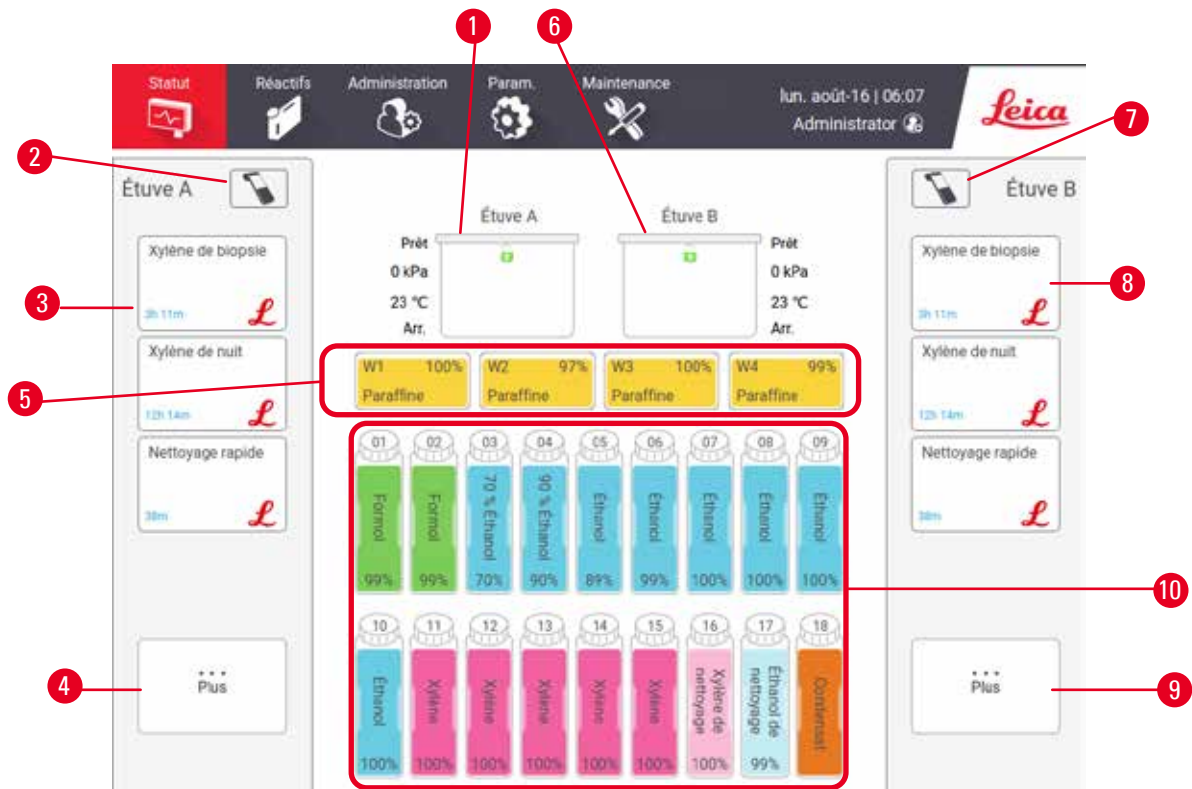 1
6
Statut
Réactifs
Administration
Param.
Maintenance
lun. août-16 | 06:07
Administrator
Leica
7
2
Étuve A
Étuve B
Étuve A
Étuve B
Prêt
0 kPa
23 °C
Arr.
Prêt
0 kPa
23 °C
Arr.
Xylène de biopsie
3h 11m
3
Xylène de nuit
12h 14m
Nettoyage rapide
38m
Xylène de biopsie
3h 11m
8
Xylène de nuit
12h 14m
Nettoyage rapide
38m
5
W1 100%
Paraffine
W2 97%
Paraffine
W3 100%
Paraffine
W4 99%
Paraffine
01 02 03 04 05 06 07 08 09
Formol
Formol
70 % Éthanol
90 % Éthanol
Éthanol
Éthanol
Éthanol
Éthanol
Éthanol
99% 99% 70% 90% 89% 99% 100% 100% 100%
10
10 11 12 13 14 15 16 17 18
Éthanol
Xylène
Xylène
Xylène
Xylène
Xylène
Xylène de
nettoyage
Éthanol de
nettoyage
Condensat
100% 100% 100% 100% 100% 100% 100% 99%
4
...
Plus
...
Plus
9